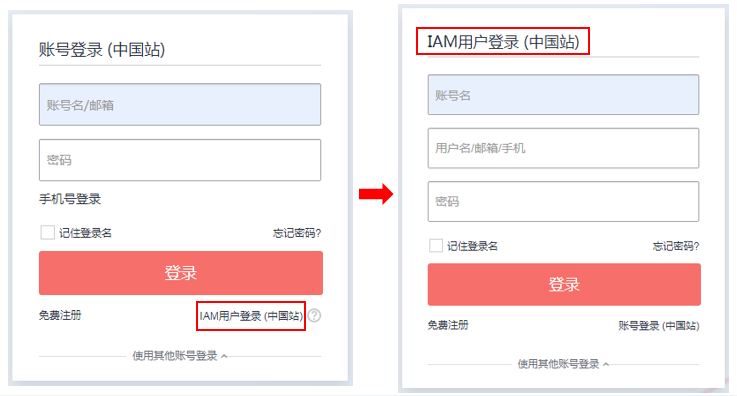 账号登录 (中国站)
账号名/邮箱
密码
手机号登录
记住登录名 忘记密码?
登录
免费注册 IAM用户登录 (中国站) ?
使用其他账号登录
IAM用户登录 (中国站)
账号名
用户名/邮箱/手机
密码
记住登录名 忘记密码?
登录
免费注册 账号登录 (中国站)
使用其他账号登录